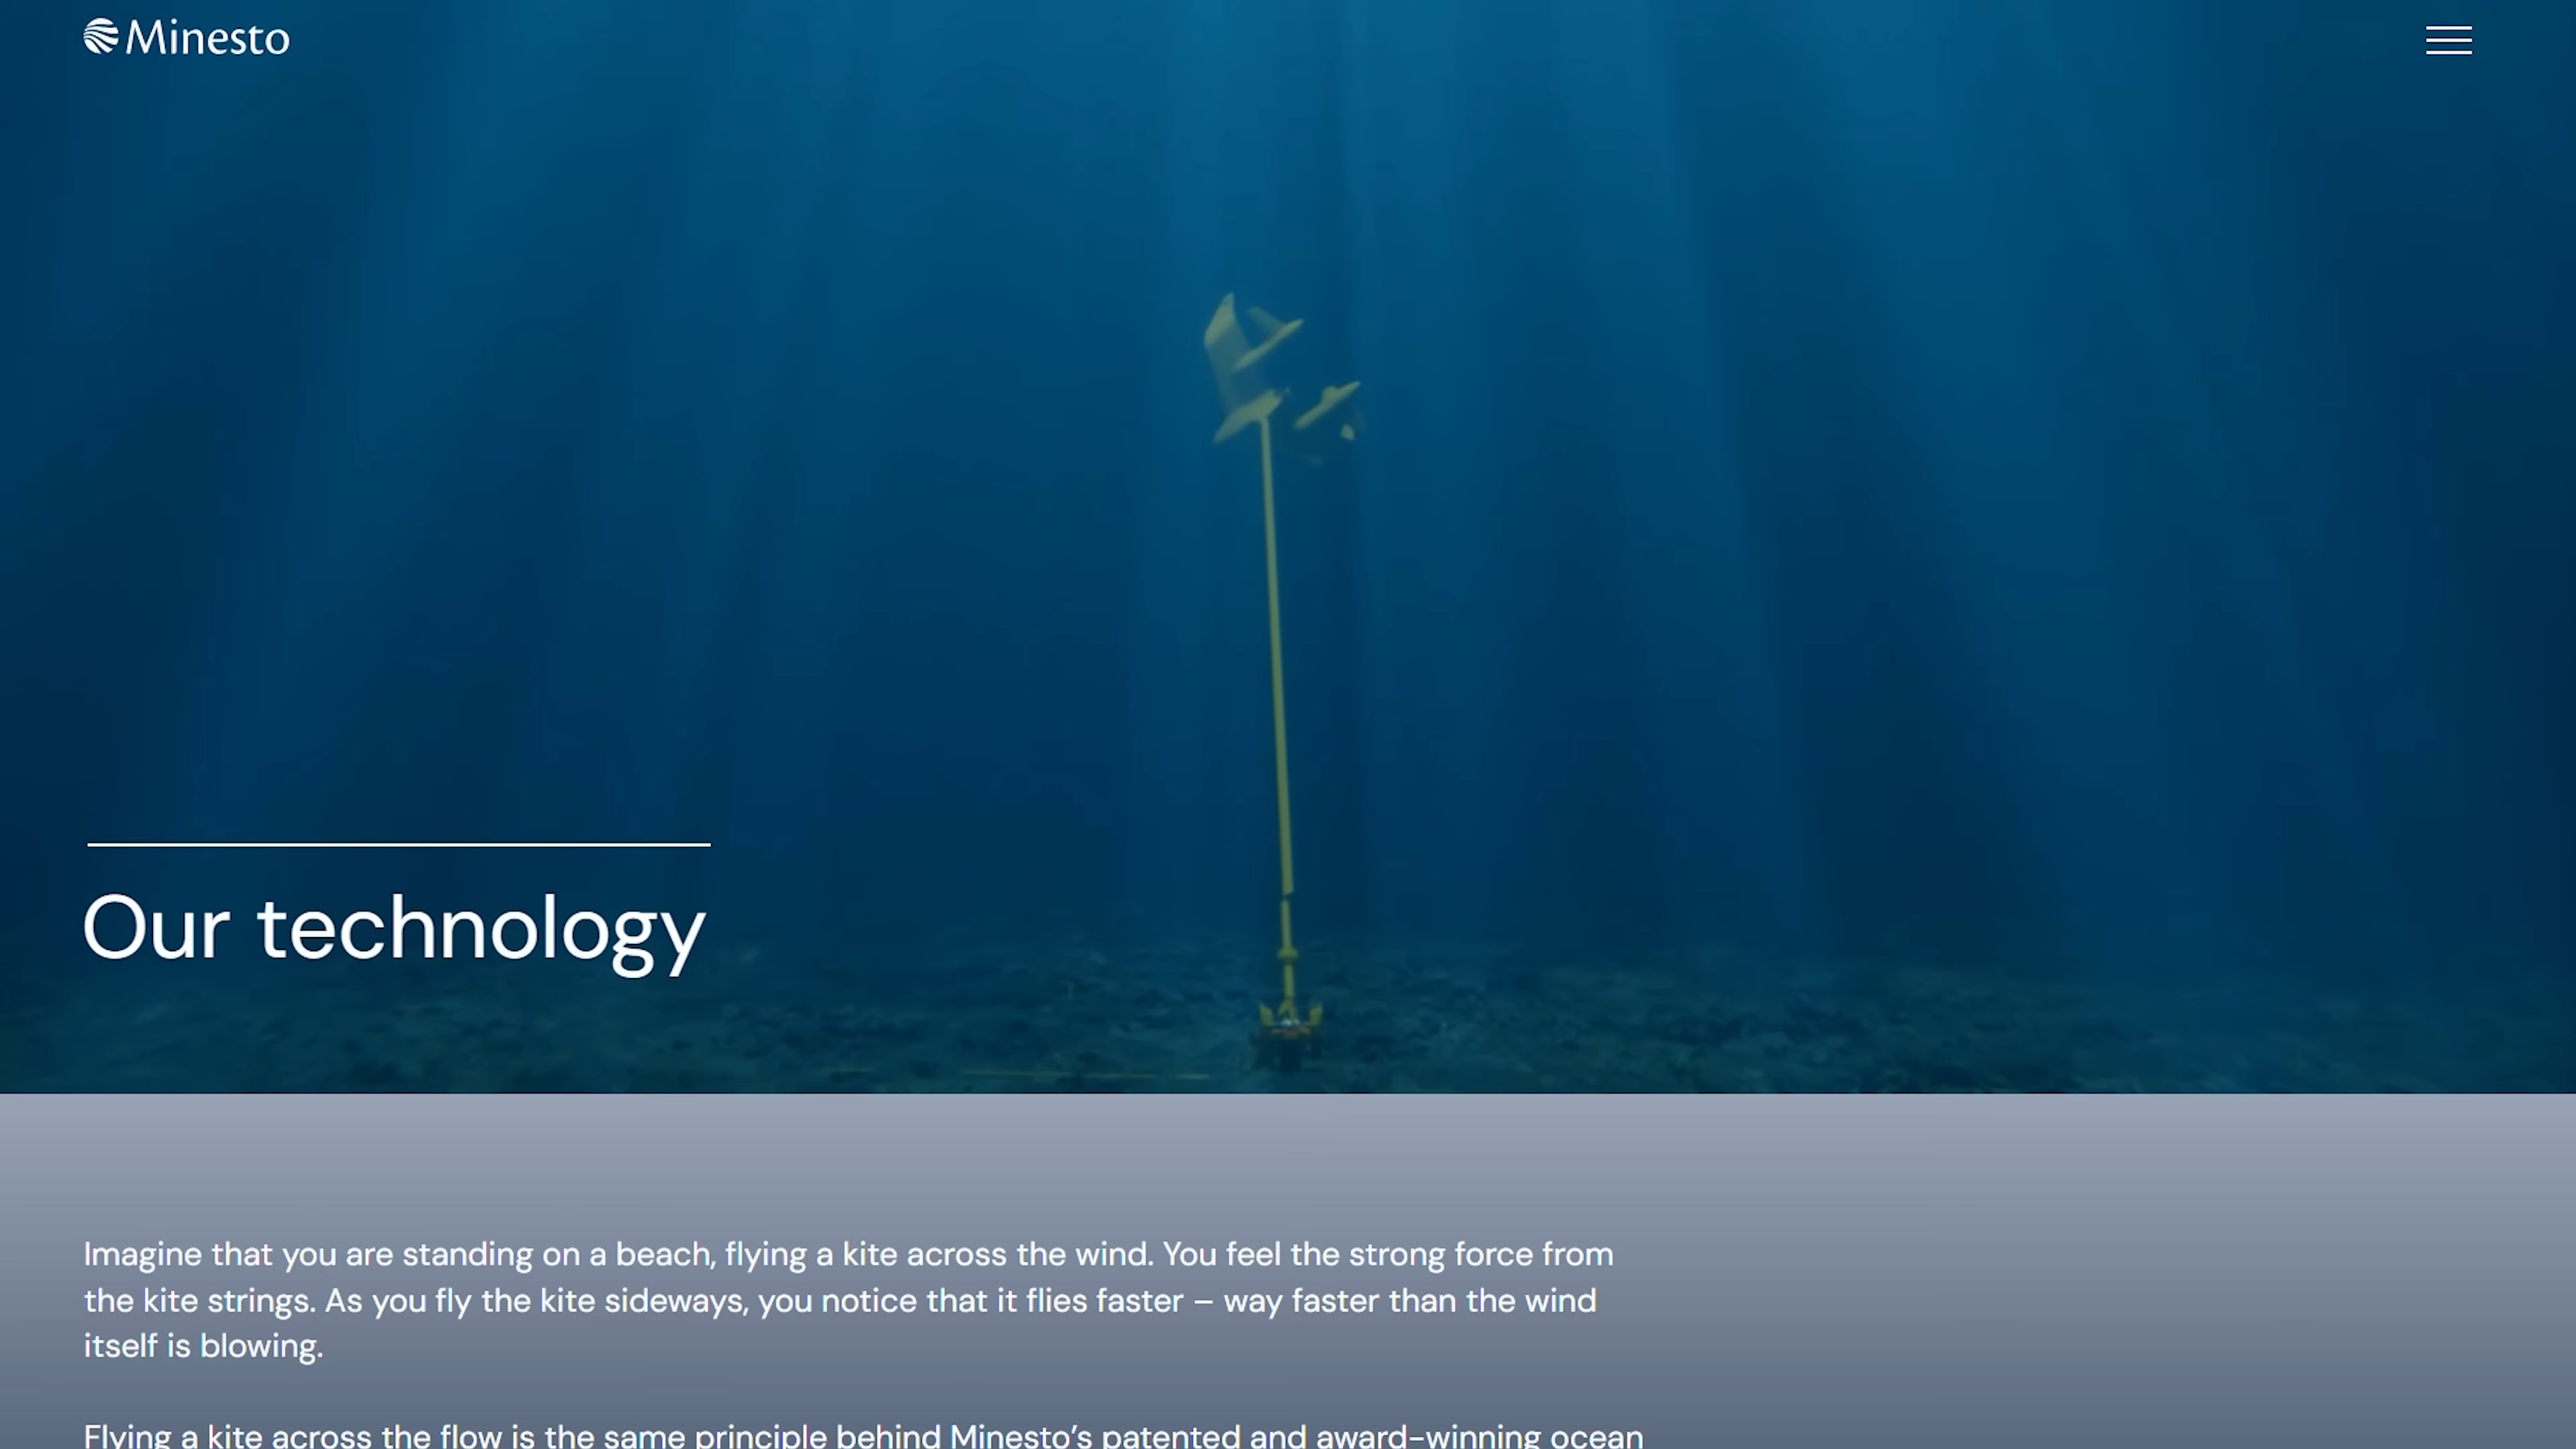 Minesto
Our technology
Imagine that you are standing on a beach, flying a kite across the wind. You feel the strong force from
the kite strings. As you fly the kite sideways, you notice that it flies faster – way faster than the wind
itself is blowing.
Flying a kite across the flow is the same principle behind Minesto’s patented and award-winning ocean